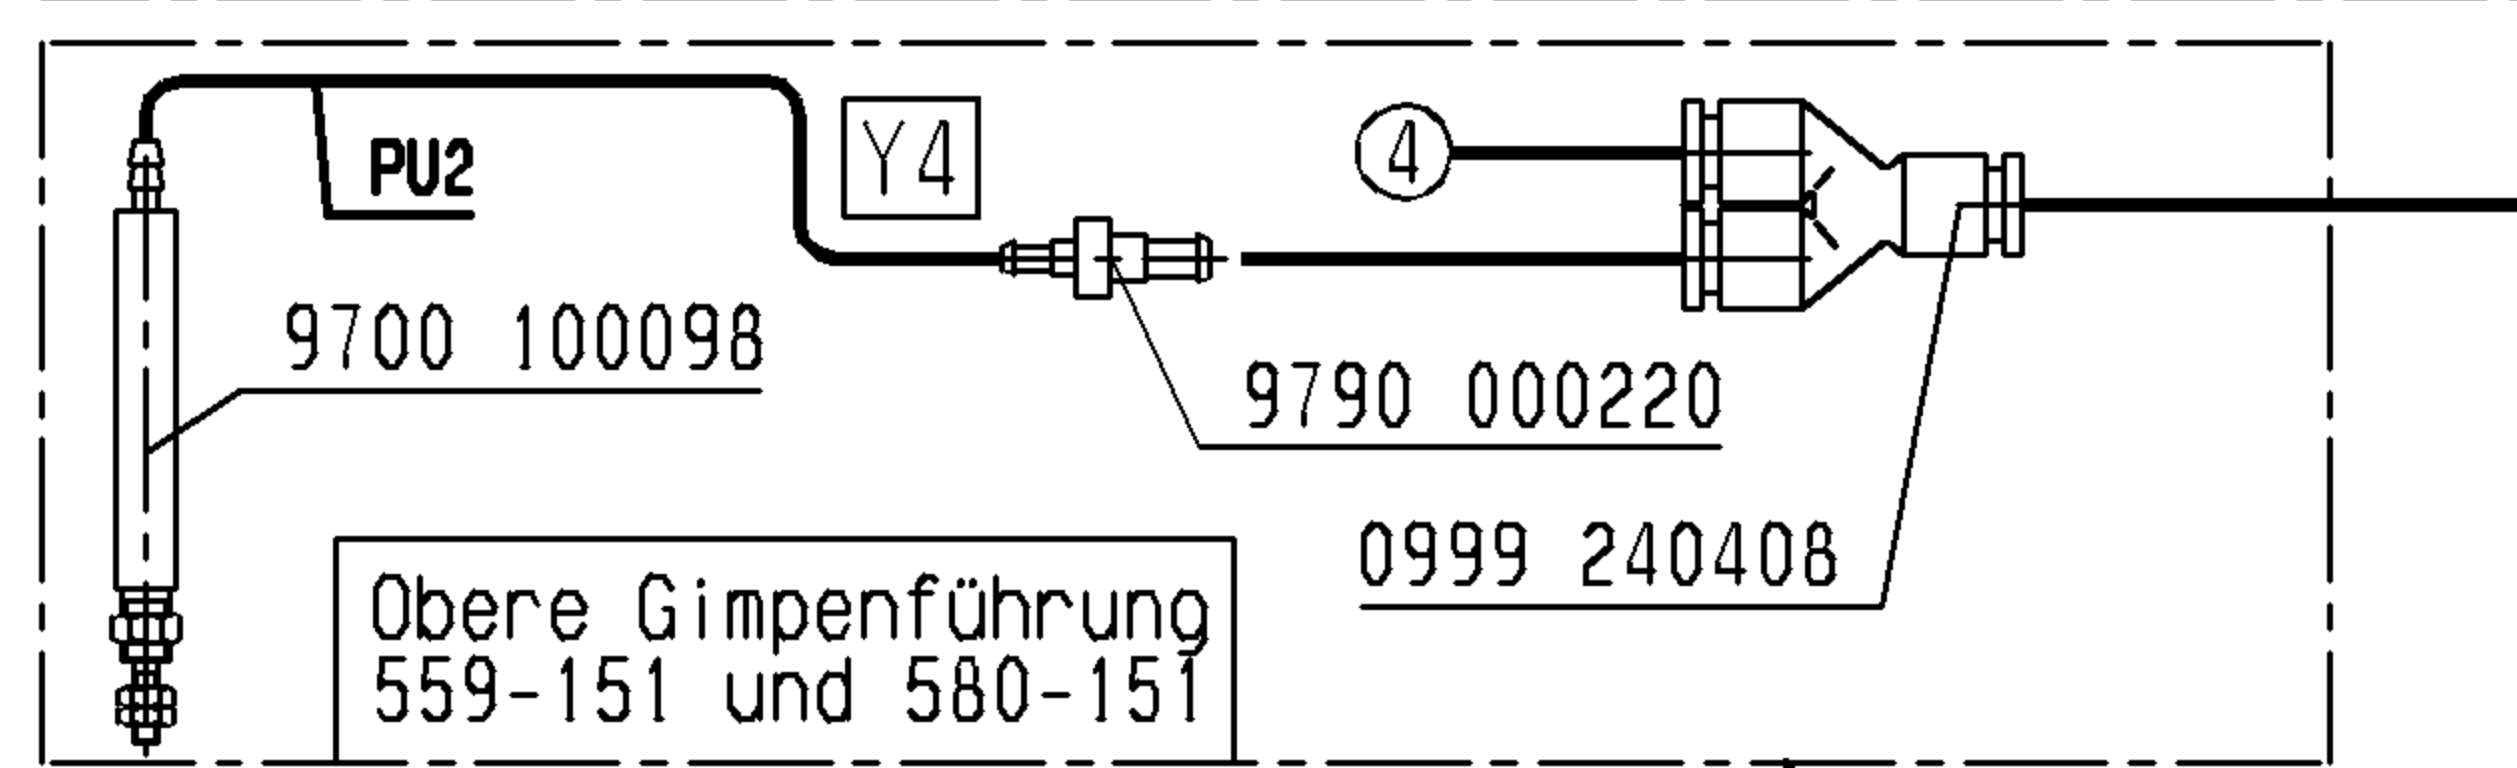 PU2
Y4
4
9700 100098
9790 000220
0999 240408
Obere Gimpenführung
559-151 und 580-151